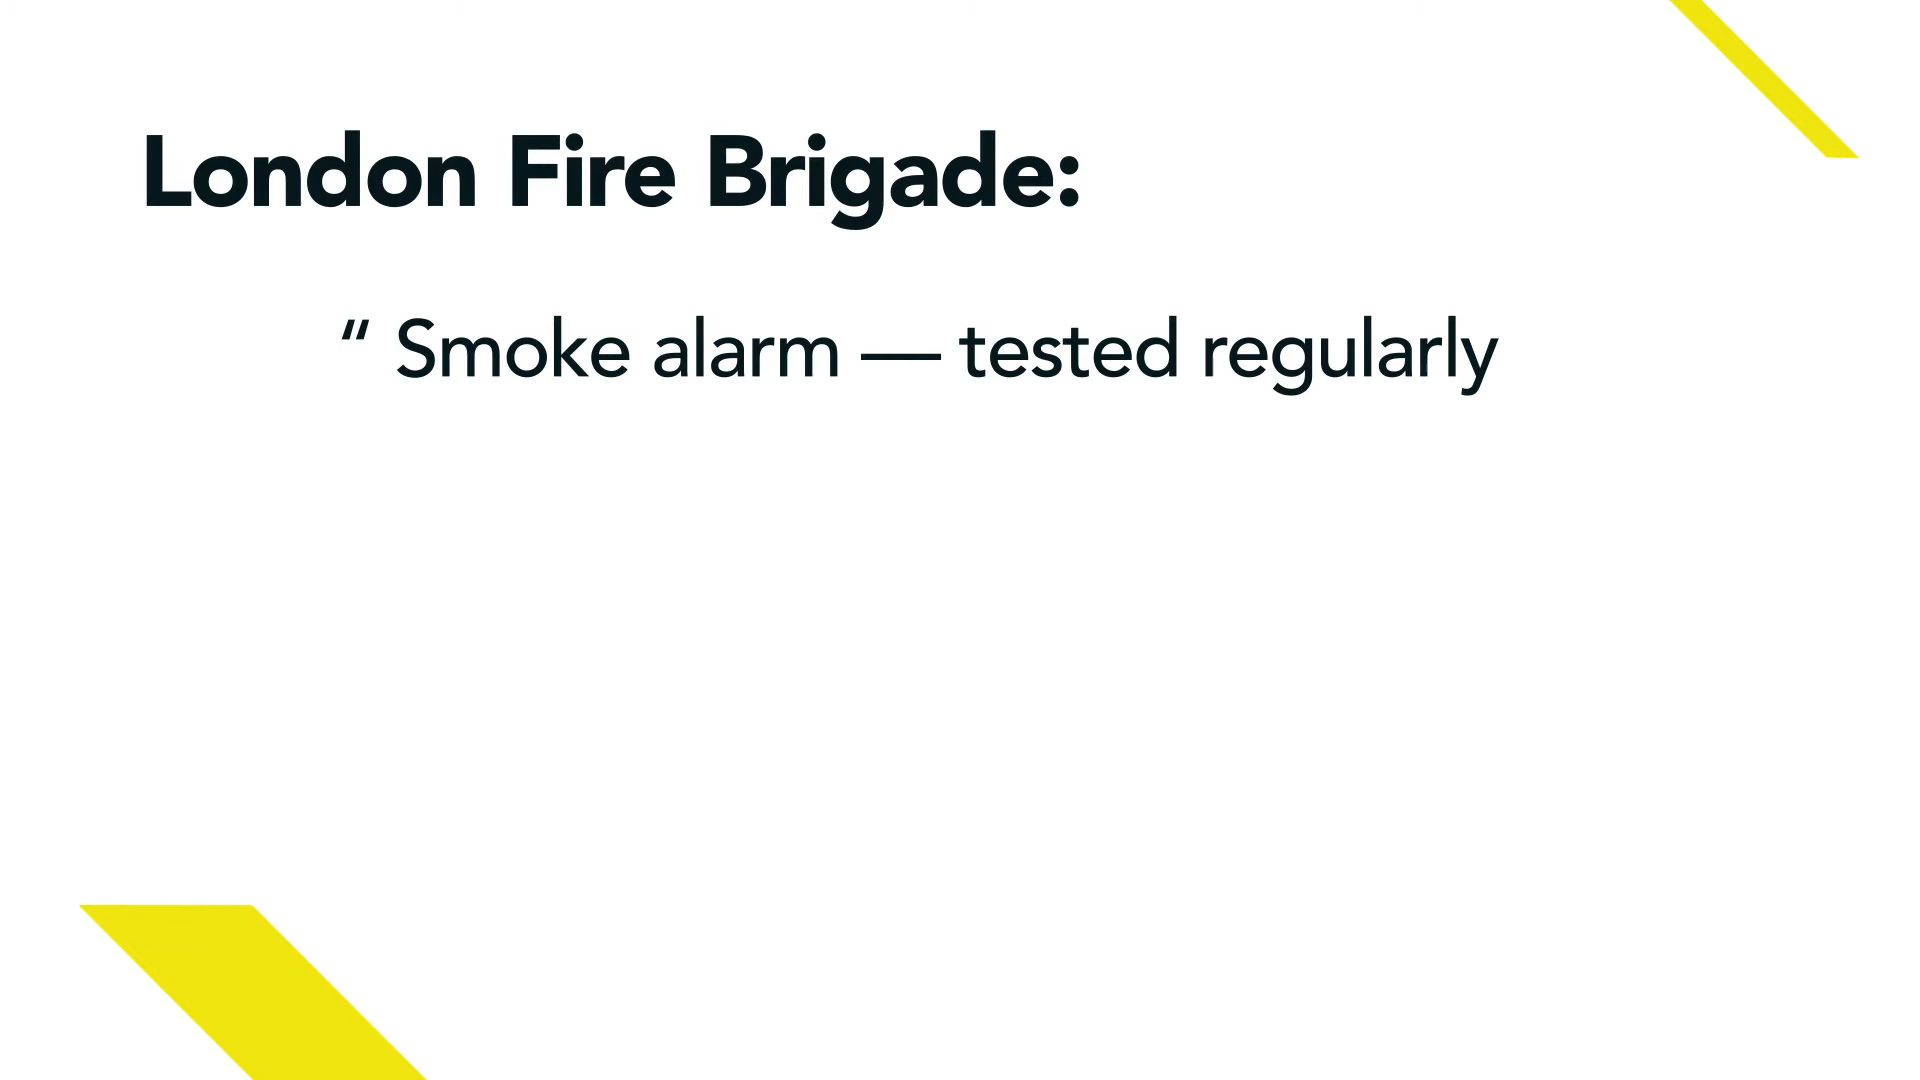 London Fire Brigade:
“ Smoke alarm — tested regularly